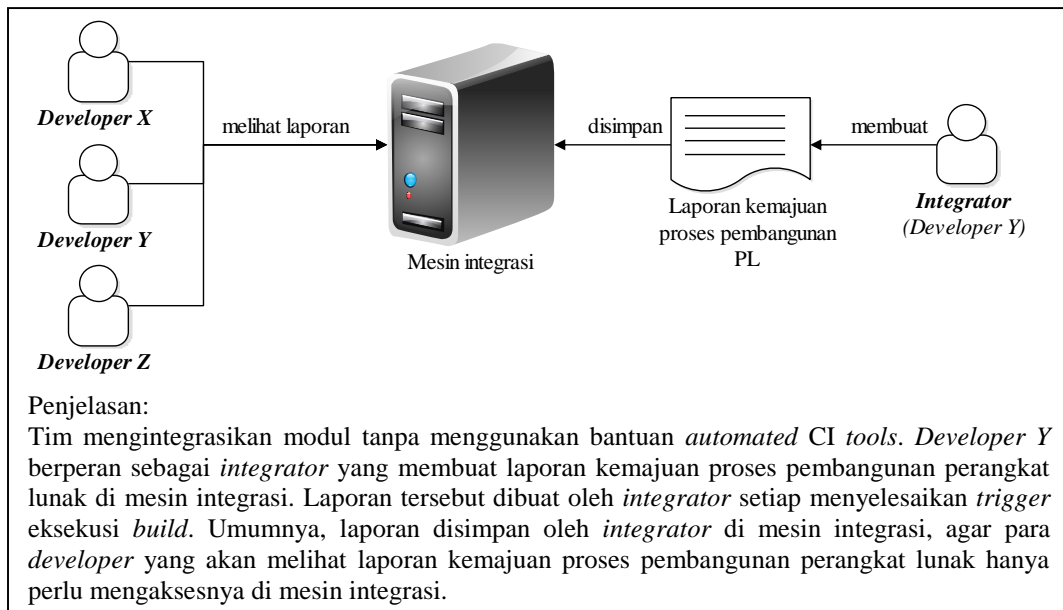 Developer X
melihat laporan
disimpan
membuat
Developer Y
Integrator
(Developer Y)
Laporan kemajuan
proses pembangunan
PL
Mesin integrasi
Developer Z
Penjelasan:
Tim mengintegrasikan modul tanpa menggunakan bantuan automated CI tools. Developer Y
berperan sebagai integrator yang membuat laporan kemajuan proses pembangunan perangkat
lunak di mesin integrasi. Laporan tersebut dibuat oleh integrator setiap menyelesaikan trigger
eksekusi build. Umumnya, laporan disimpan oleh integrator di mesin integrasi, agar para
developer yang akan melihat laporan kemajuan proses pembangunan perangkat lunak hanya
perlu mengaksesnya di mesin integrasi.